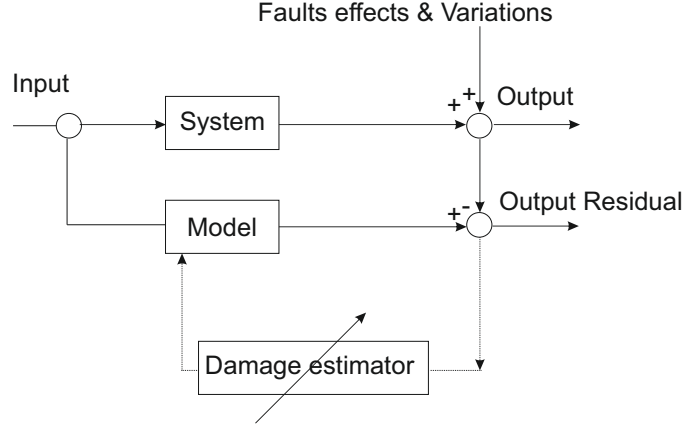 Faults effects & Variations
Input
System
+
+
Output
Model
+
-
Output Residual
Damage estimator